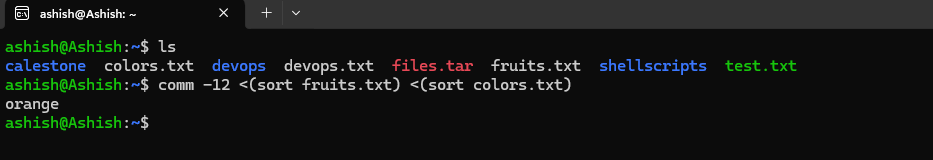 ashish@Ashish: ~
ashish@Ashish:~$ ls
calestone colors.txt devops devops.txt files.tar fruits.txt shellscripts test.txt
ashish@Ashish:~$ comm -12 <(sort fruits.txt) <(sort colors.txt)
orange
ashish@Ashish:~$